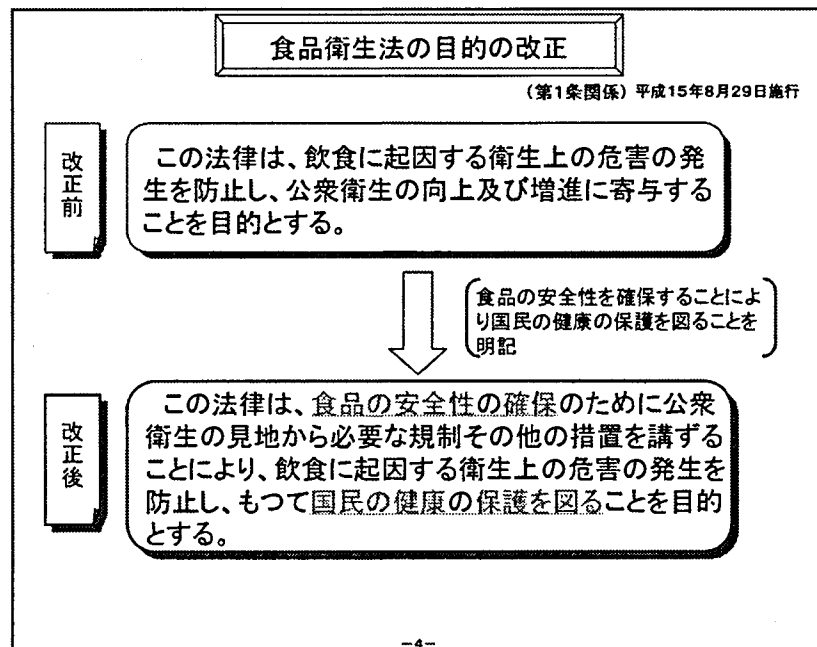 食品衛生法の目的の改正
(第1条関係) 平成15年8月29日施行
改正前
この法律は、飲食に起因する衛生上の危害の発
生を防止し、公衆衛生の向上及び増進に寄与する
ことを目的とする。
食品の安全性を確保することによ
り国民の健康の保護を図ることを
明記
改正後
この法律は、食品の安全性の確保のために公衆
衛生の見地から必要な規制その他の措置を講ずる
ことにより、飲食に起因する衛生上の危害の発生を
防止し、もつて国民の健康の保護を図ることを目的
とする。
-4-